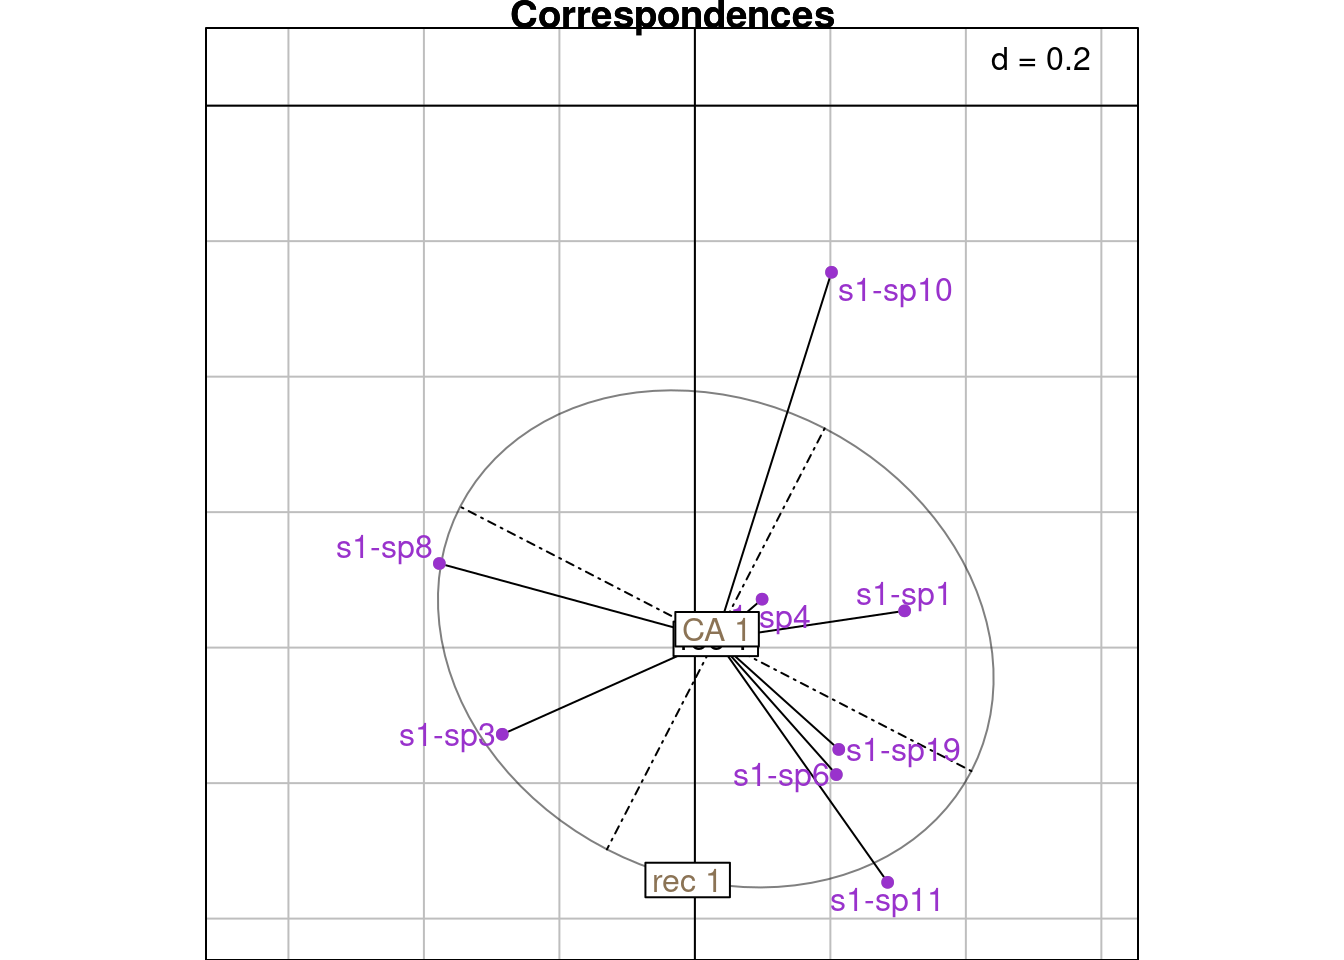 Correspondences
d = 0.2
s1-sp10
s1-sp8
s1-sp1
sp4
CA 1
s1-sp3
s1-sp19
s1-sp6
rec 1
s1-sp11